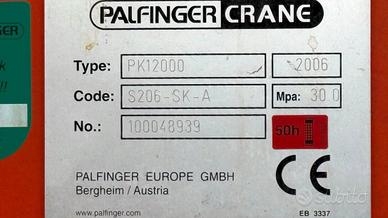 PALFINGER CRANE
Type: PK12000 2006
Code: S206-SK-A Mpa: 30.0
No.: 100048939
50h
PALFINGER EUROPE GMBH
Bergheim / Austria
CE
www.palfinger.com
EB 3337
subito